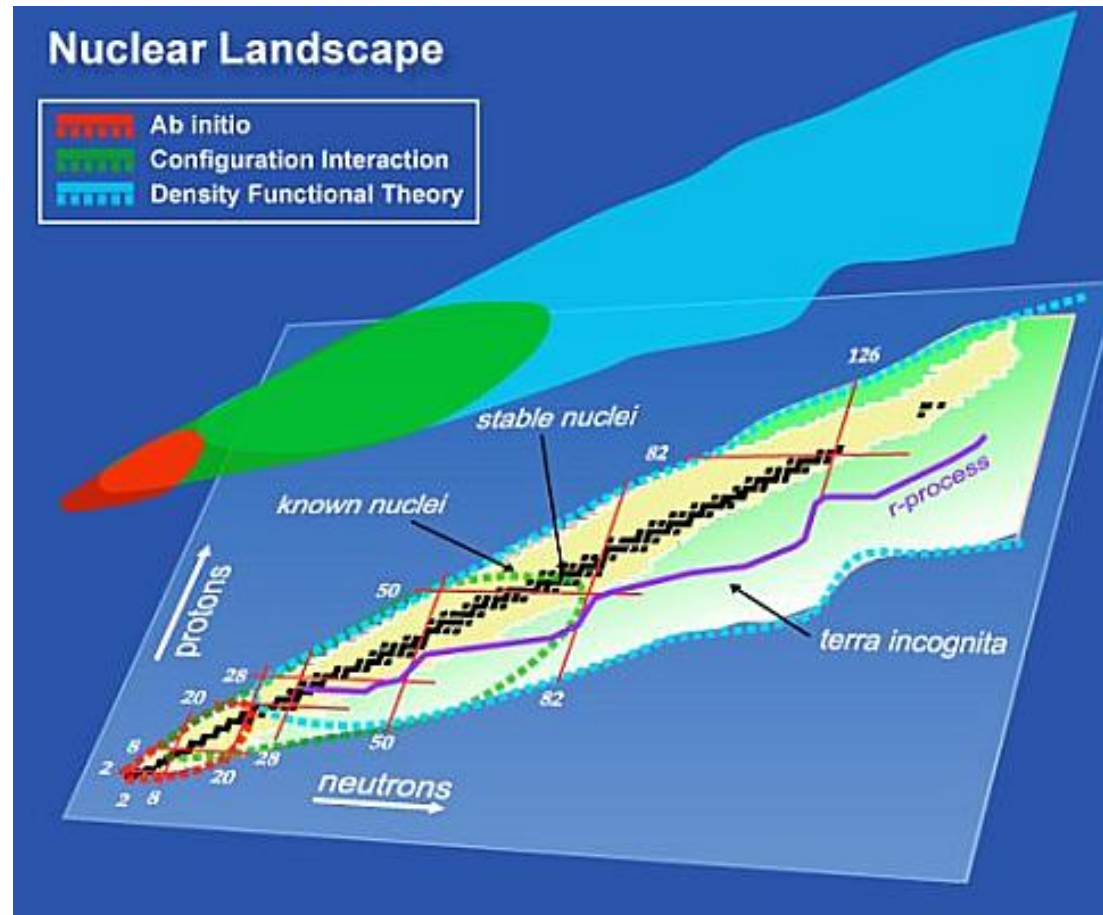 Nuclear Landscape
Ab initio
Configuration Interaction
Density Functional Theory
126
stable nuclei
82
known nuclei
r-process
50
protons
terra incognita
28
82
20
50
8
28
2
20
neutrons
2
8